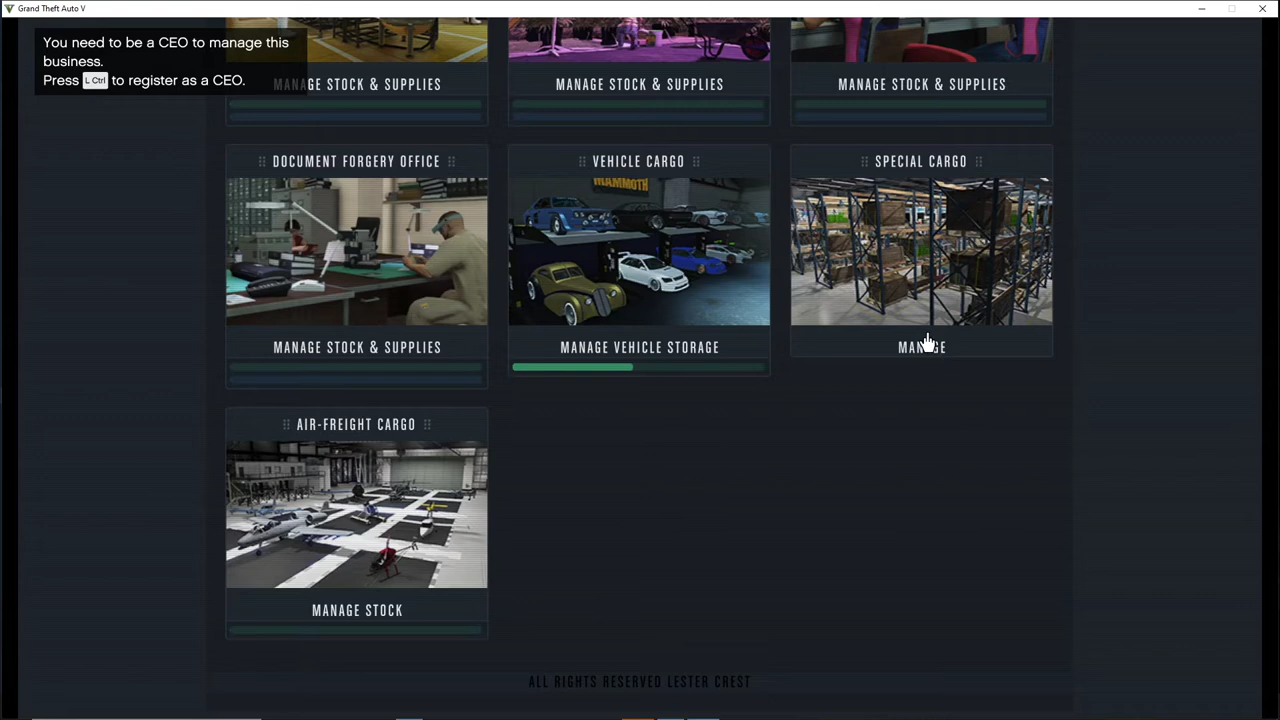 Grand Theft Auto V
You need to be a CEO to manage this
business.
Press L Ctrl to register as a CEO.
MANAGE STOCK & SUPPLIES
MANAGE STOCK & SUPPLIES
MANAGE STOCK & SUPPLIES
DOCUMENT FORGERY OFFICE
VEHICLE CARGO
SPECIAL CARGO
MAMMOTH
MANAGE STOCK & SUPPLIES
MANAGE VEHICLE STORAGE
MANAGE
AIR-FREIGHT CARGO
MANAGE STOCK
ALL RIGHTS RESERVED LESTER CREST